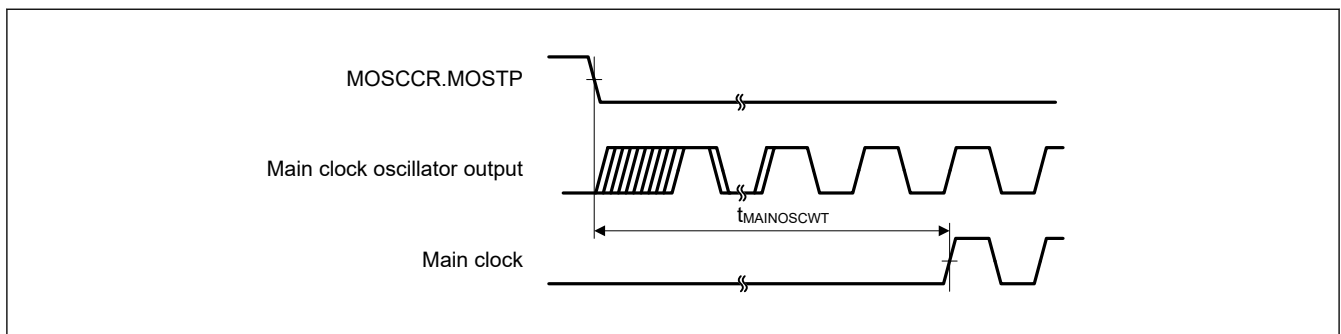 MOSCCR.MOSTP
Main clock oscillator output
tMAINOSCWT
Main clock